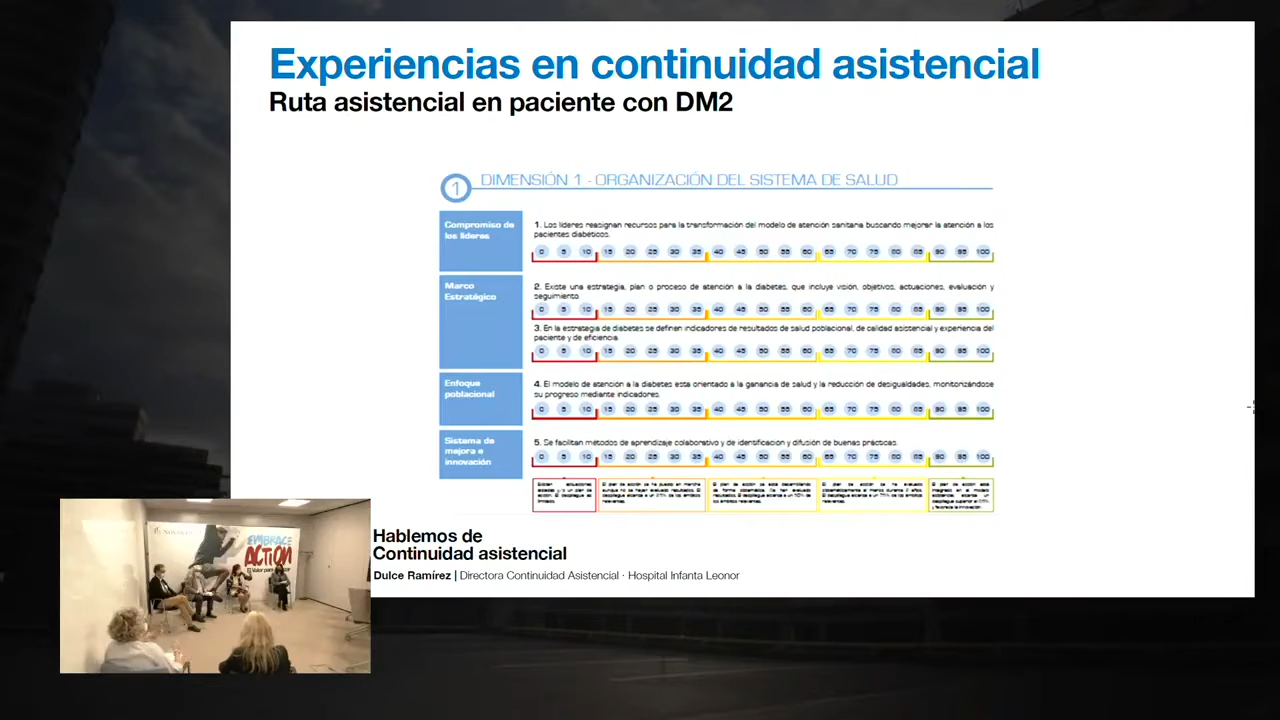 Experiencias en continuidad asistencial
Ruta asistencial en paciente con DM2
1 DIMENSIÓN 1 - ORGANIZACIÓN DEL SISTEMA DE SALUD
Compromiso de
los líderes
1. Los líderes reasignan recursos para la transformación del modelo de atención sanitaria buscando mejorar la atención a los
pacientes diabéticos.
0 5 10 15 20 25 30 35 40 45 50 55 60 65 70 75 80 85 90 95 100
Marco
Estratégico
2. Existe una estrategia, plan o proceso de atención a la diabetes, que incluye visión, objetivos, actuaciones, evaluación y
seguimiento.
0 5 10 15 20 25 30 35 40 45 50 55 60 65 70 75 80 85 90 95 100
3. En la estrategia de diabetes se definen indicadores de resultados de salud poblacional, de calidad asistencial y experiencia del
paciente y de eficiencia.
0 5 10 15 20 25 30 35 40 45 50 55 60 65 70 75 80 85 90 95 100
Enfoque
poblacional
4. El modelo de atención a la diabetes esta orientado a la ganancia de salud y la reducción de desigualdades, monitorizándose
su progreso mediante indicadores.
0 5 10 15 20 25 30 35 40 45 50 55 60 65 70 75 80 85 90 95 100
Sistema de
mejora e
innovación
5. Se facilitan métodos de aprendizaje colaborativo y de identificación y difusión de buenas prácticas.
0 5 10 15 20 25 30 35 40 45 50 55 60 65 70 75 80 85 90 95 100
Hablemos de
Continuidad asistencial
Dulce Ramírez | Directora Continuidad Asistencial · Hospital Infanta Leonor
EMBRACE
ACTION